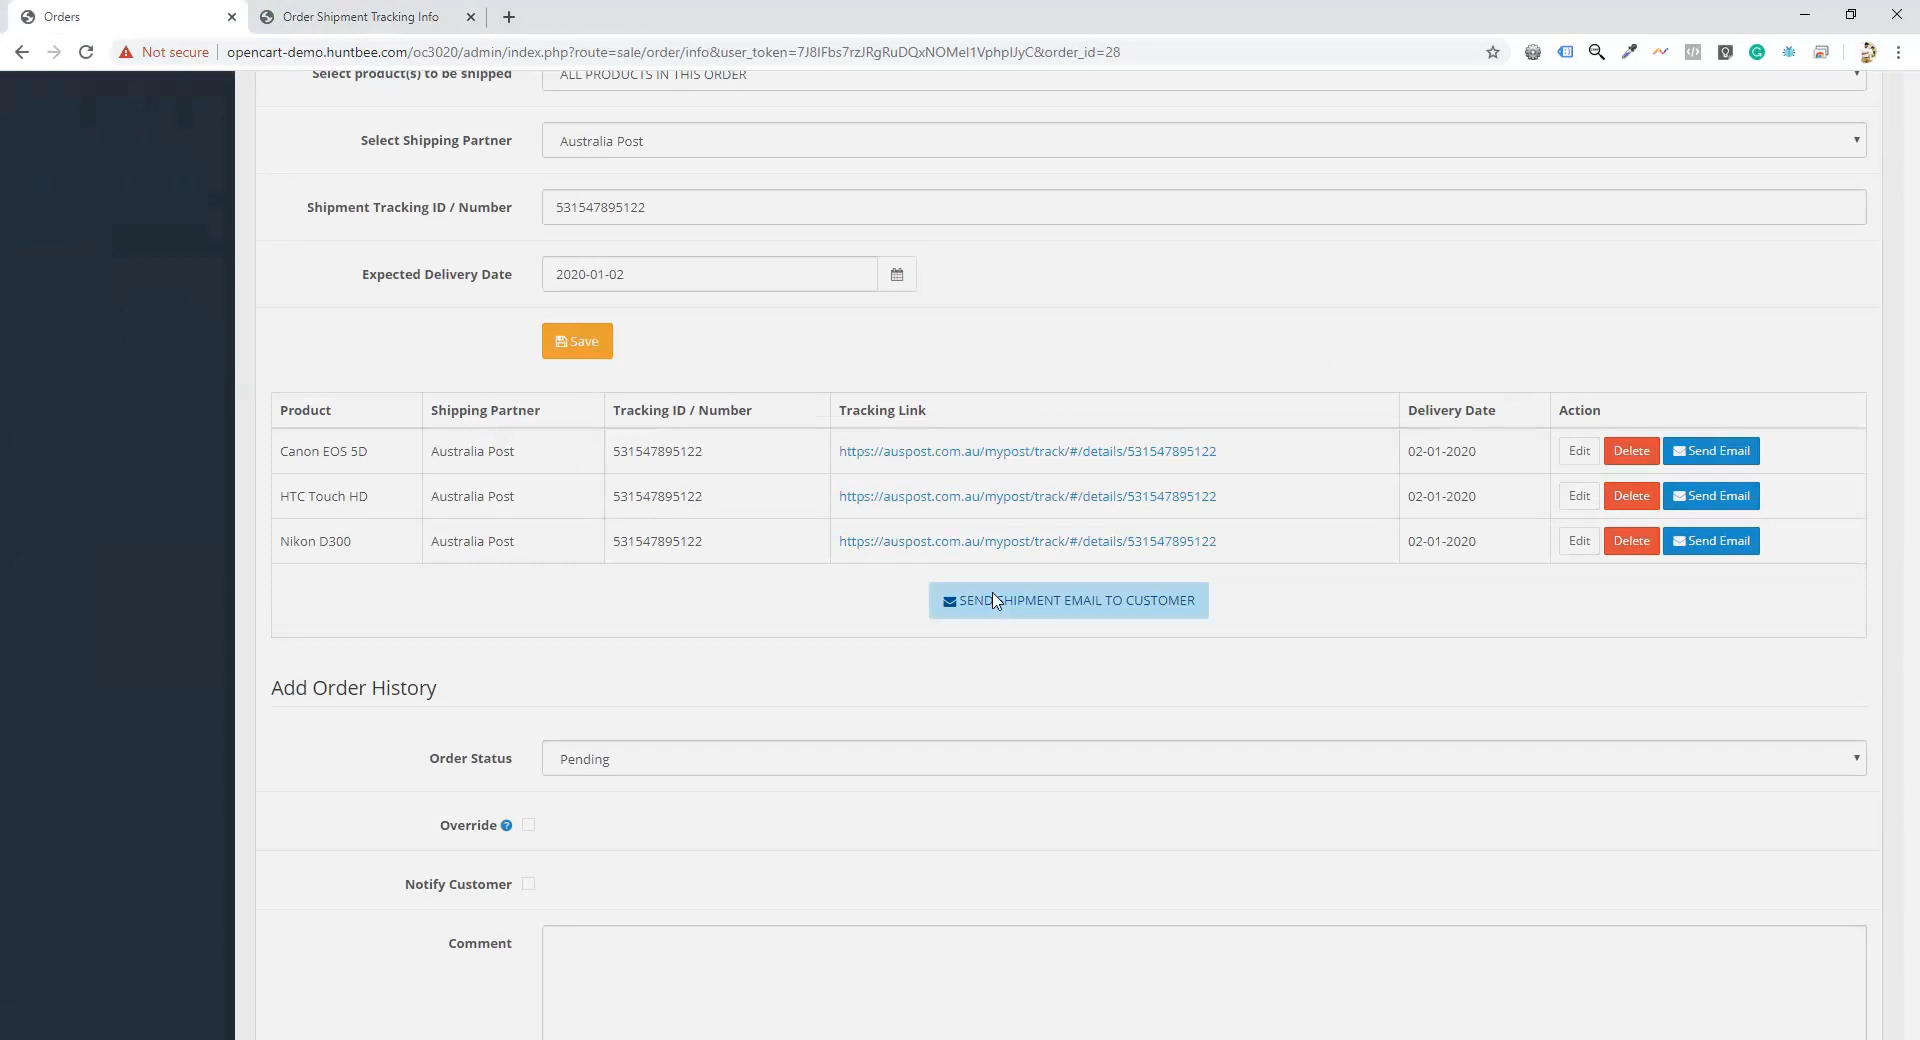 Orders
Order Shipment Tracking Info
Not secure opencart-demo.huntbee.com/oc3020/admin/index.php?route=sale/order/info&user_token=7J8IFbs7rzJRgRuDQxNOMeI1VphpIJyC&order_id=28
Select product(s) to be shipped ALL PRODUCTS IN THIS ORDER
Select Shipping Partner Australia Post
Shipment Tracking ID / Number 531547895122
Expected Delivery Date 2020-01-02
Save
Product Shipping Partner Tracking ID / Number Tracking Link Delivery Date Action
Canon EOS 5D Australia Post 531547895122 https://auspost.com.au/mypost/track/#/details/531547895122 02-01-2020 Edit Delete Send Email
HTC Touch HD Australia Post 531547895122 https://auspost.com.au/mypost/track/#/details/531547895122 02-01-2020 Edit Delete Send Email
Nikon D300 Australia Post 531547895122 https://auspost.com.au/mypost/track/#/details/531547895122 02-01-2020 Edit Delete Send Email
SEND SHIPMENT EMAIL TO CUSTOMER
Add Order History
Order Status Pending
Override
Notify Customer
Comment